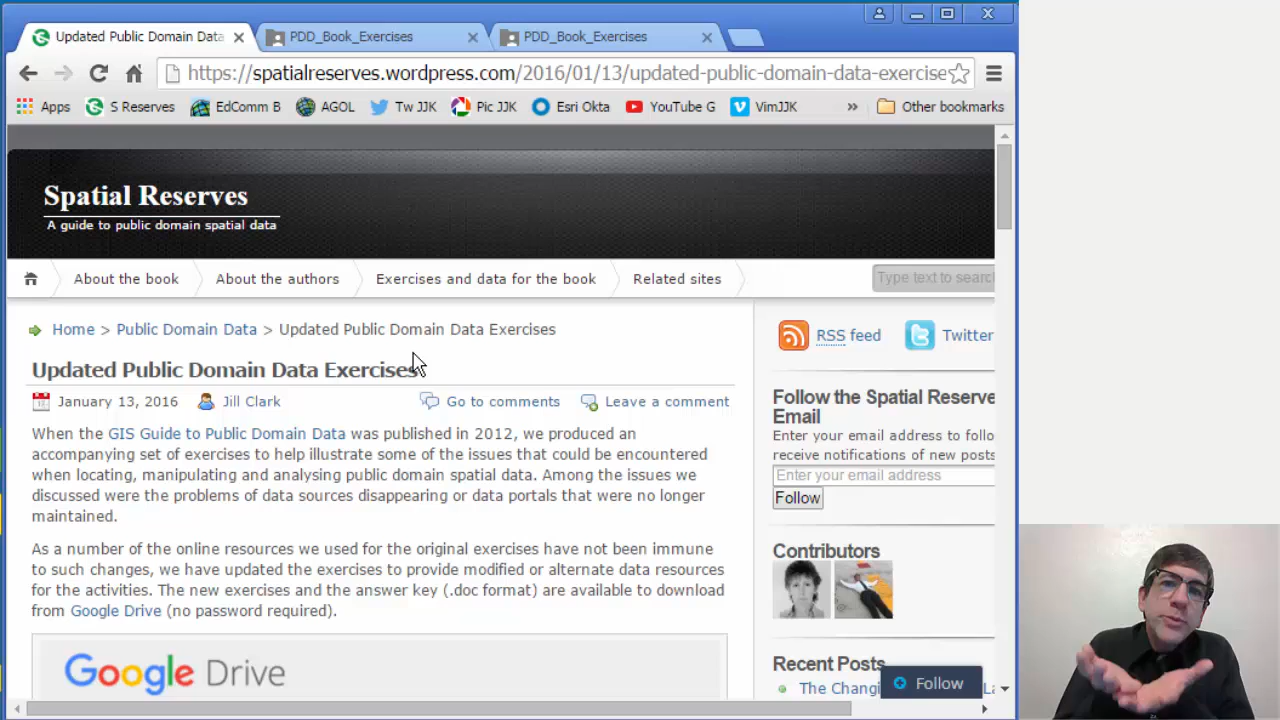 Updated Public Domain Data
PDD_Book_Exercises
PDD_Book_Exercises
https://spatialreserves.wordpress.com/2016/01/13/updated-public-domain-data-exercise
Apps
S Reserves
EdComm B
AGOL
Tw JJK
Pic JJK
Esri Okta
YouTube G
VimJJK
»
Other bookmarks
Spatial Reserves
A guide to public domain spatial data
About the book
About the authors
Exercises and data for the book
Related sites
Type text to searc
Home > Public Domain Data > Updated Public Domain Data Exercises
Updated Public Domain Data Exercises
January 13, 2016
Jill Clark
Go to comments
Leave a comment
When the GIS Guide to Public Domain Data was published in 2012, we produced an
accompanying set of exercises to help illustrate some of the issues that could be encountered
when locating, manipulating and analysing public domain spatial data. Among the issues we
discussed were the problems of data sources disappearing or data portals that were no longer
maintained.
As a number of the online resources we used for the original exercises have not been immune
to such changes, we have updated the exercises to provide modified or alternate data resources
for the activities. The new exercises and the answer key (.doc format) are available to download
from Google Drive (no password required).
Google Drive
RSS feed
Twitter
Follow the Spatial Reserve
Email
Enter your email address to follo
receive notifications of new posts
Enter your email address
Follow
Contributors
Recent Posts
The Changi
La
Follow